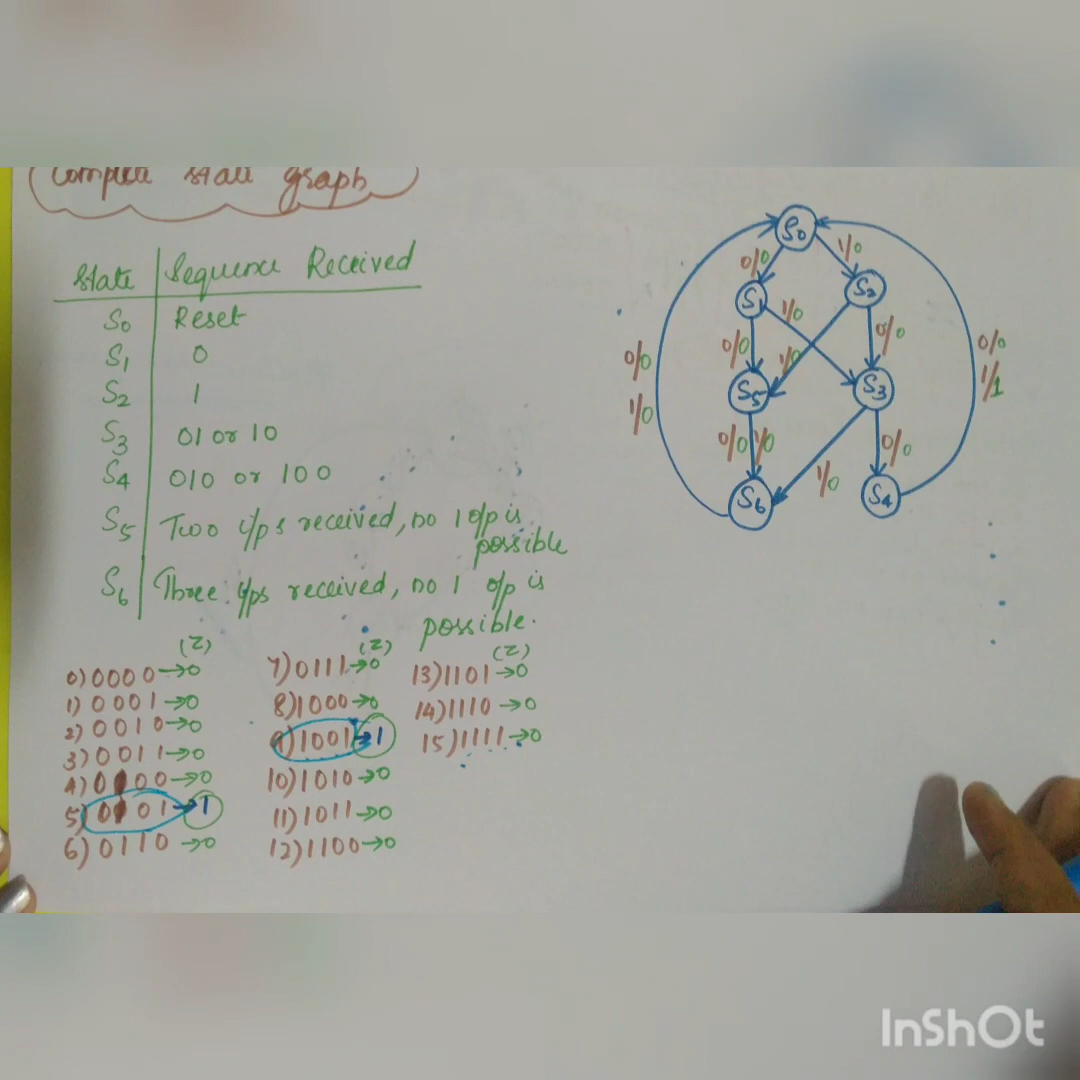 Complete state graph
State Sequence Received
S0 Reset
S1 0
S2 1
S3 01 or 10
S4 010 or 100
S5 Two i/ps received, no 1 o/p is
possible
S6 Three i/ps received, no 1 o/p is
possible.
(Z)
0) 0000→0
1) 0001→0
2) 0010→0
3) 0011→0
4) 0100→0
5) 0101→1
6) 0110→0
(Z)
7) 0111→0
8) 1000→0
9) 1001→1
10) 1010→0
11) 1011→0
12) 1100→0
(Z)
13) 1101→0
14) 1110→0
15) 1111→0
S0
0/0 1/0
S1 1/0 S2
0/0 1/0 0/0
S5 S3
0/0 1/0 1/0 0/0
S6 S4
0/0
1/0
0/0
1/1
InShOt